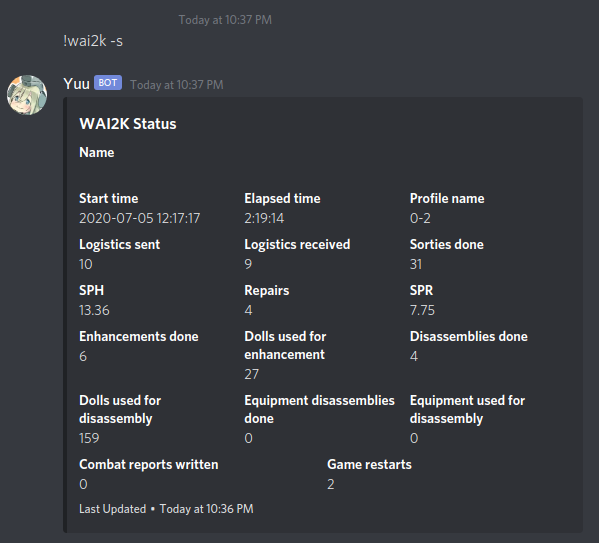 Today at 10:37 PM
!wai2k -s
Yuu BOT Today at 10:37 PM
WAI2K Status
Name
Start time Elapsed time Profile name
2020-07-05 12:17:17 2:19:14 0-2
Logistics sent Logistics received Sorties done
10 9 31
SPH Repairs SPR
13.36 4 7.75
Enhancements done Dolls used for Disassemblies done
enhancement
6 4
27
Dolls used for Equipment disassemblies Equipment used for
disassembly done disassembly
159 0 0
Combat reports written Game restarts
0 2
Last Updated • Today at 10:36 PM